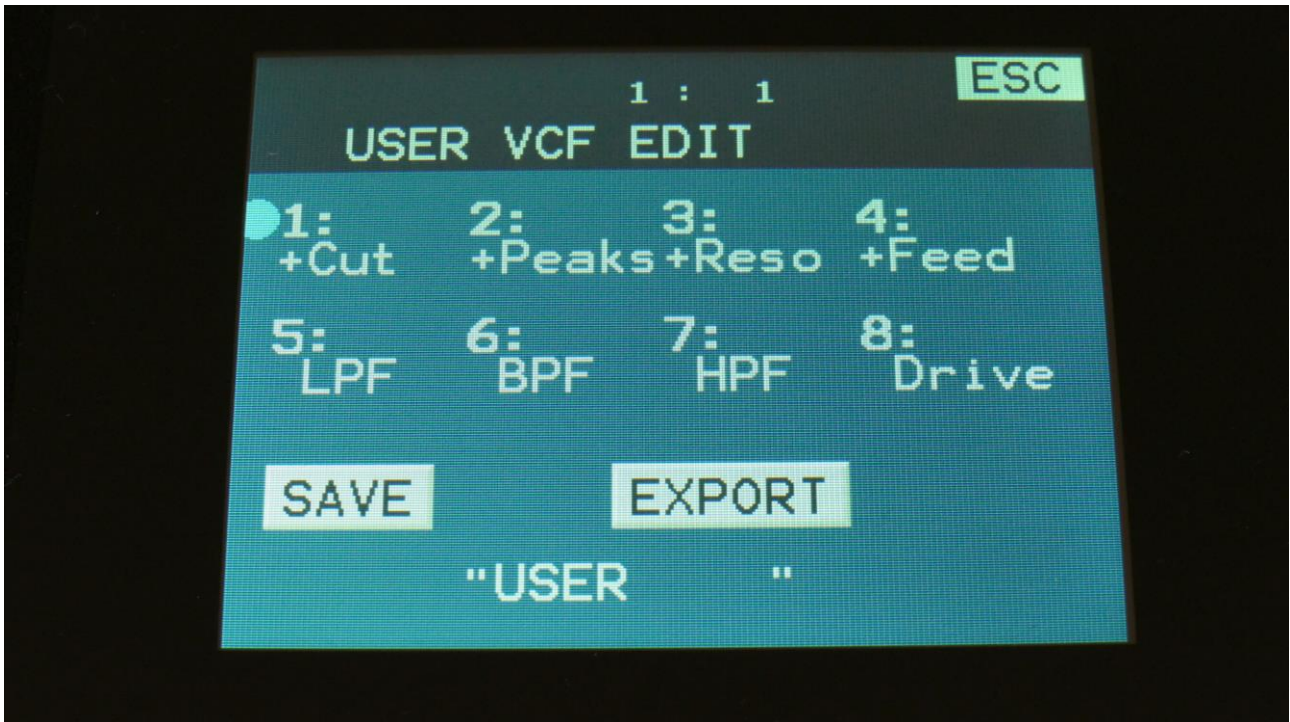 1 : 1 ESC
USER VCF EDIT
1: 2: 3: 4:
+Cut +Peaks +Reso +Feed
5: 6: 7: 8:
LPF BPF HPF Drive
SAVE EXPORT
"USER "